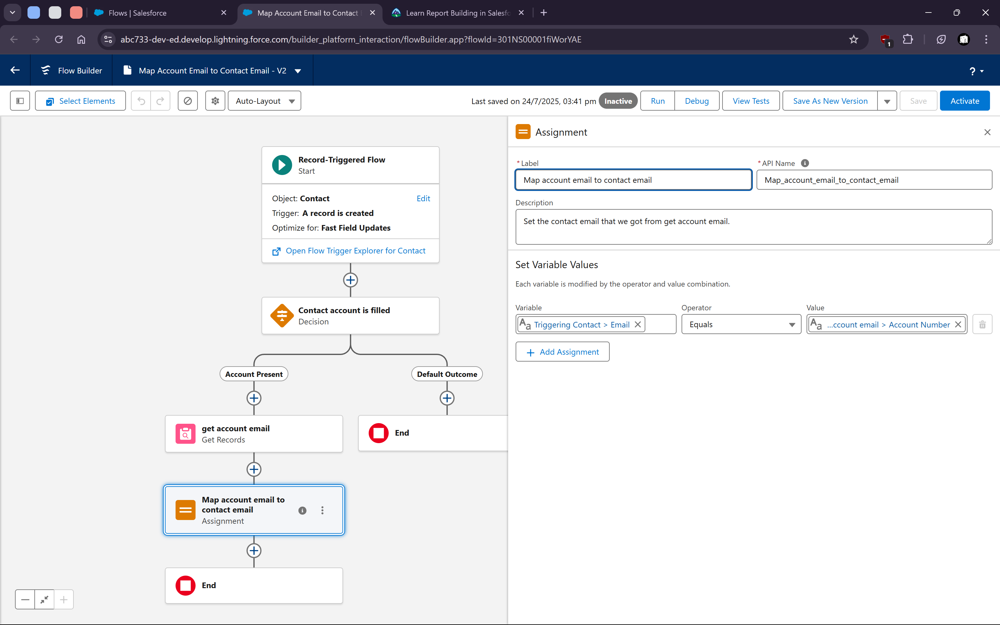 Flows | Salesforce
Map Account Email to Contact
Learn Report Building in Salesfo
abc733-dev-ed.develop.lightning.force.com/builder_platform_interaction/flowBuilder.app?flowId=301NS00001fiWorYAE
1
Flow Builder
Map Account Email to Contact Email - V2
?
Select Elements
Auto-Layout
Last saved on 24/7/2025, 03:41 pm
Inactive
Run
Debug
View Tests
Save As New Version
Save
Activate
Record-Triggered Flow
Start
Object: Contact
Edit
Trigger: A record is created
Optimize for: Fast Field Updates
Open Flow Trigger Explorer for Contact
Contact account is filled
Decision
Account Present
Default Outcome
get account email
Get Records
End
Map account email to
contact email
Assignment
End
Assignment
* Label
* API Name
Map account email to contact email
Map_account_email_to_contact_email
Description
Set the contact email that we got from get account email.
Set Variable Values
Each variable is modified by the operator and value combination.
Variable
Operator
Value
Aa Triggering Contact > Email
Equals
Aa ...ccount email > Account Number
Add Assignment